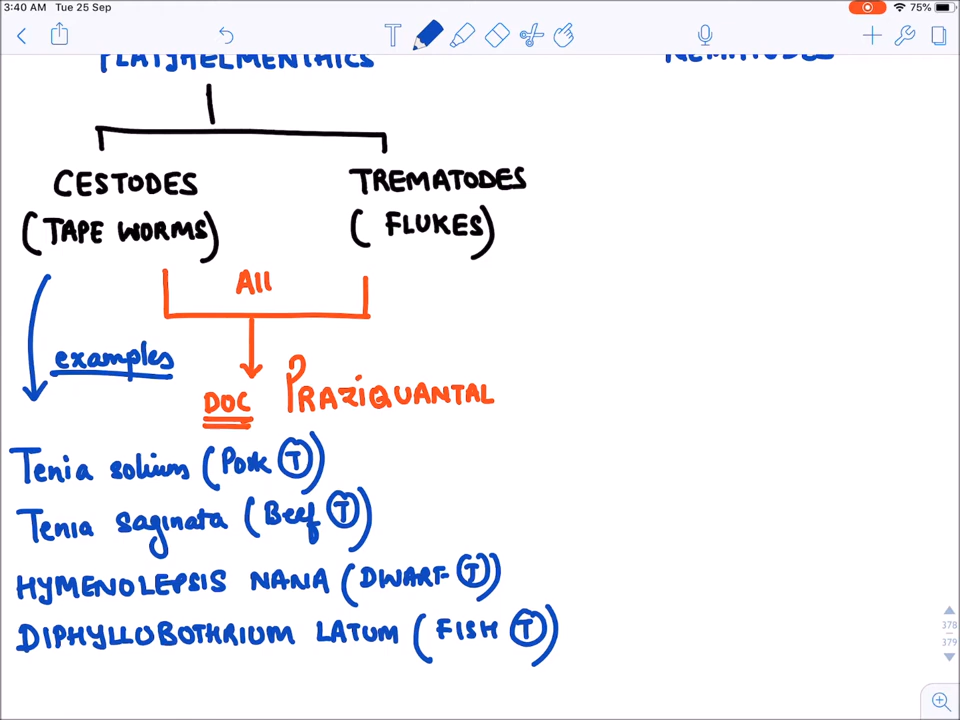 3:40 AM Tue 25 Sep 75%
PLATYHELMENTHICS NEMATODES
CESTODES TREMATODES
(TAPE WORMS) (FLUKES)
All
examples
DOC PRAZIQUANTAL
Tenia solium (Pork T)
Tenia saginata (Beef T)
HYMENOLEPSIS NANA (DWARF T)
DIPHYLLOBOTHRIUM LATUM (FISH T)
378
379